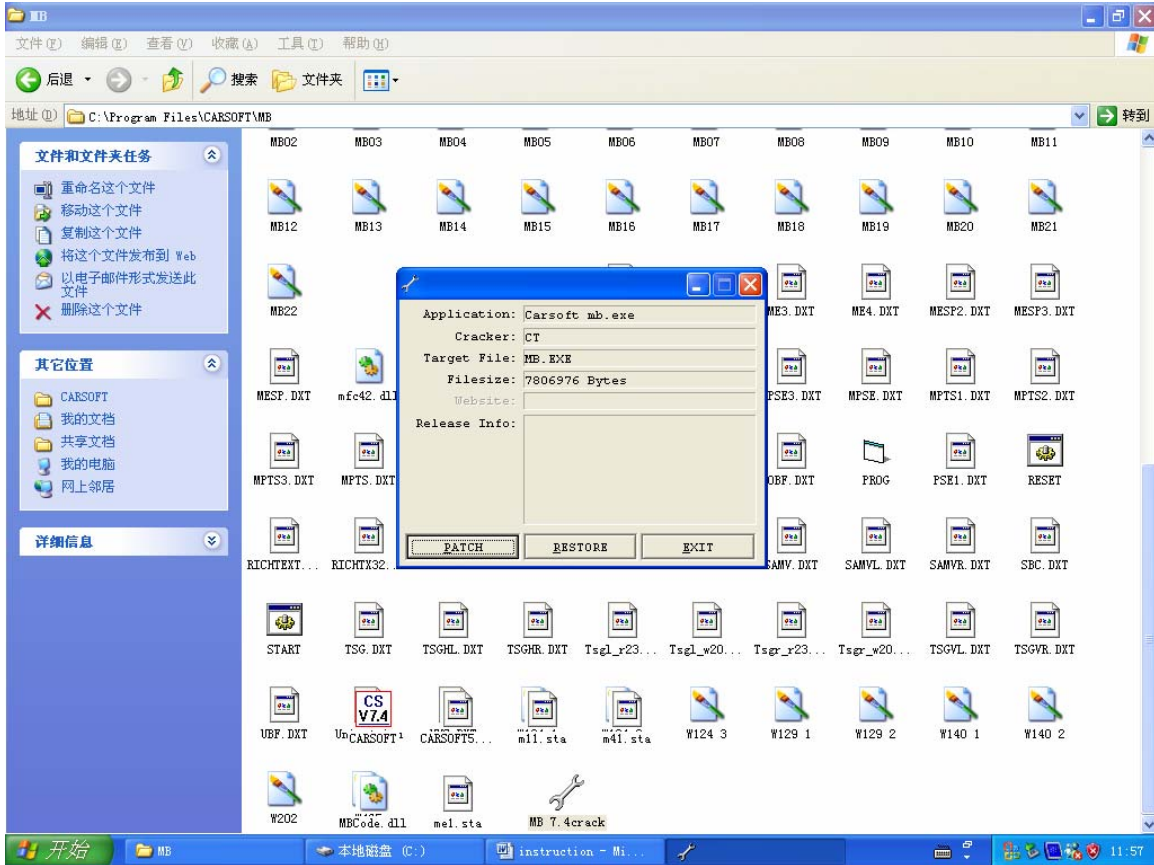 MB
文件(F) 编辑(E) 查看(V) 收藏(A) 工具(T) 帮助(H)
后退 搜索 文件夹
地址(D) C:\Program Files\CARSOFT\MB 转到
文件和文件夹任务
重命名这个文件
移动这个文件
复制这个文件
将这个文件发布到 Web
以电子邮件形式发送此
文件
删除这个文件
其它位置
CARSOFT
我的文档
共享文档
我的电脑
网上邻居
详细信息
MB02 MB03 MB04 MB05 MB06 MB07 MB08 MB09 MB10 MB11
MB12 MB13 MB14 MB15 MB16 MB17 MB18 MB19 MB20 MB21
MB22 ME3.DXT ME4.DXT MESP2.DXT MESP3.DXT
MESP.DXT mfc42.dll PSE3.DXT MPSE.DXT MPTS1.DXT MPTS2.DXT
MPTS3.DXT MPTS.DXT OBF.DXT PROG PSE1.DXT RESET
RICHTEXT... RICHTX32... SAMV.DXT SAMVL.DXT SAMVR.DXT SBC.DXT
START TSG.DXT TSGHL.DXT TSGHR.DXT Tsgl_r23... Tsgl_w20... Tsgr_r23... Tsgr_w20... TSGVL.DXT TSGVR.DXT
CS
V7.4
UBF.DXT CARSOFT CARSOFT5... m11.sta m41.sta W124 3 W129 1 W129 2 W140 1 W140 2
W202 MBCode.dll me1.sta MB 7.4crack
Application: Carsoft mb.exe
Cracker: CT
Target File: MB.EXE
Filesize: 7806976 Bytes
Website:
Release Info:
PATCH RESTORE EXIT
开始 MB 本地磁盘 (C:) instruction - Mi... 11:57